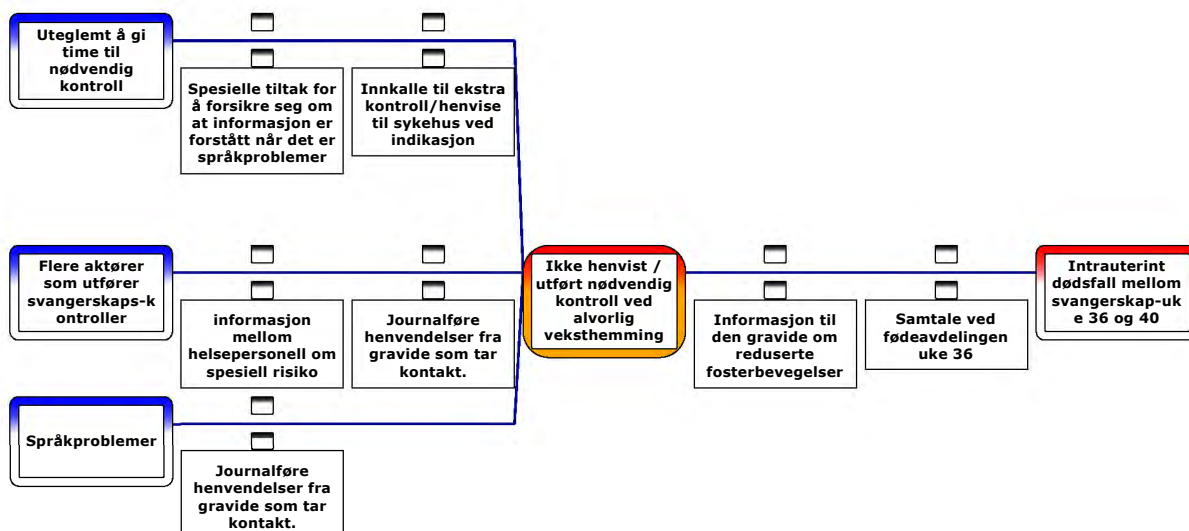 Uteglemt å gi
time til
nødvendig
kontroll
Spesielle tiltak for
å forsikre seg om
at informasjon er
forstått når det er
språkproblemer
Innkalle til ekstra
kontroll/henvise
til sykehus ved
indikasjon
Flere aktører
som utfører
svangerskaps-k
ontroller
informasjon
mellom
helsepersonell om
spesiell risiko
Journalføre
henvendelser fra
gravide som tar
kontakt.
Ikke henvist /
utført nødvendig
kontroll ved
alvorlig
veksthemming
Informasjon til
den gravide om
reduserte
fosterbevegelser
Samtale ved
fødeavdelingen
uke 36
Intrauterint
dødsfall mellom
svangerskap-uk
e 36 og 40
Språkproblemer
Journalføre
henvendelser fra
gravide som tar
kontakt.